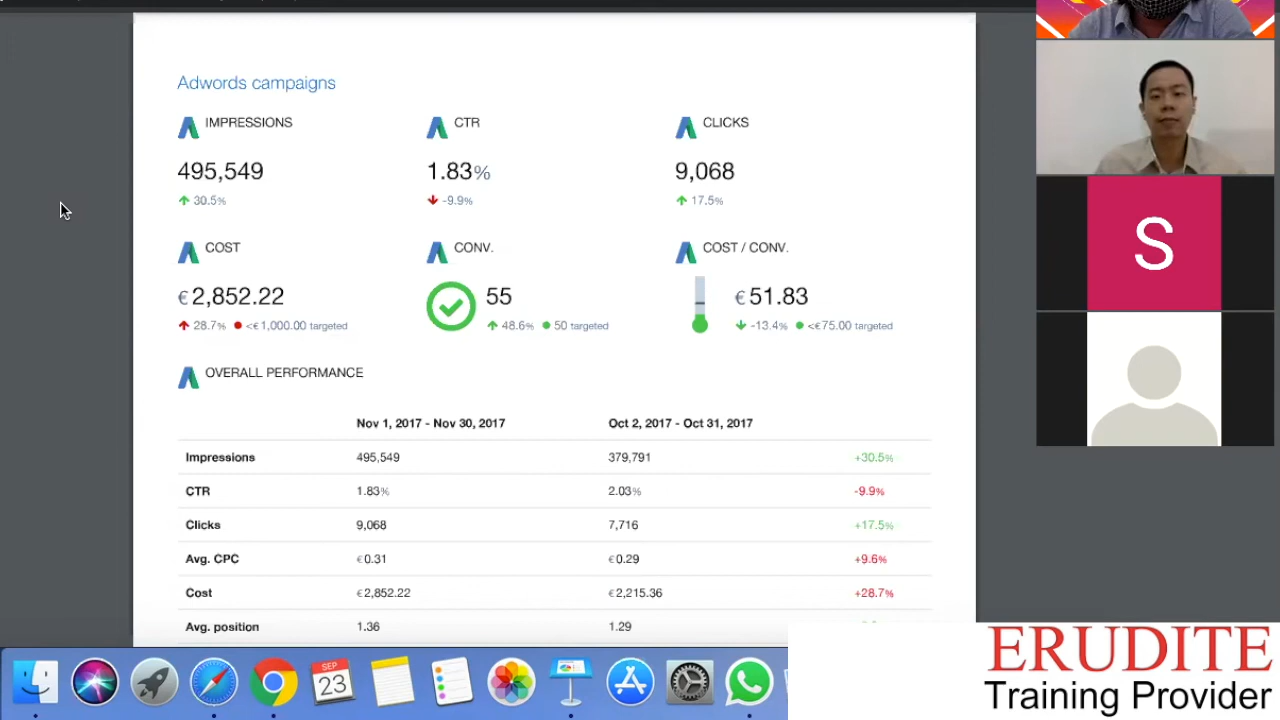 Adwords campaigns
IMPRESSIONS CTR CLICKS
495,549 1.83% 9,068
30.5% -9.9% 17.5%
COST CONV. COST / CONV.
€ 2,852.22 55 € 51.83
28.7% <€ 1,000.00 targeted 48.6% 50 targeted -13.4% <€75.00 targeted
OVERALL PERFORMANCE
Nov 1, 2017 - Nov 30, 2017 Oct 2, 2017 - Oct 31, 2017
Impressions 495,549 379,791 +30.5%
CTR 1.83% 2.03% -9.9%
Clicks 9,068 7,716 +17.5%
Avg. CPC € 0.31 € 0.29 +9.6%
Cost € 2,852.22 € 2,215.36 +28.7%
Avg. position 1.36 1.29
S
SEP
23
ERUDITE
Training Provider